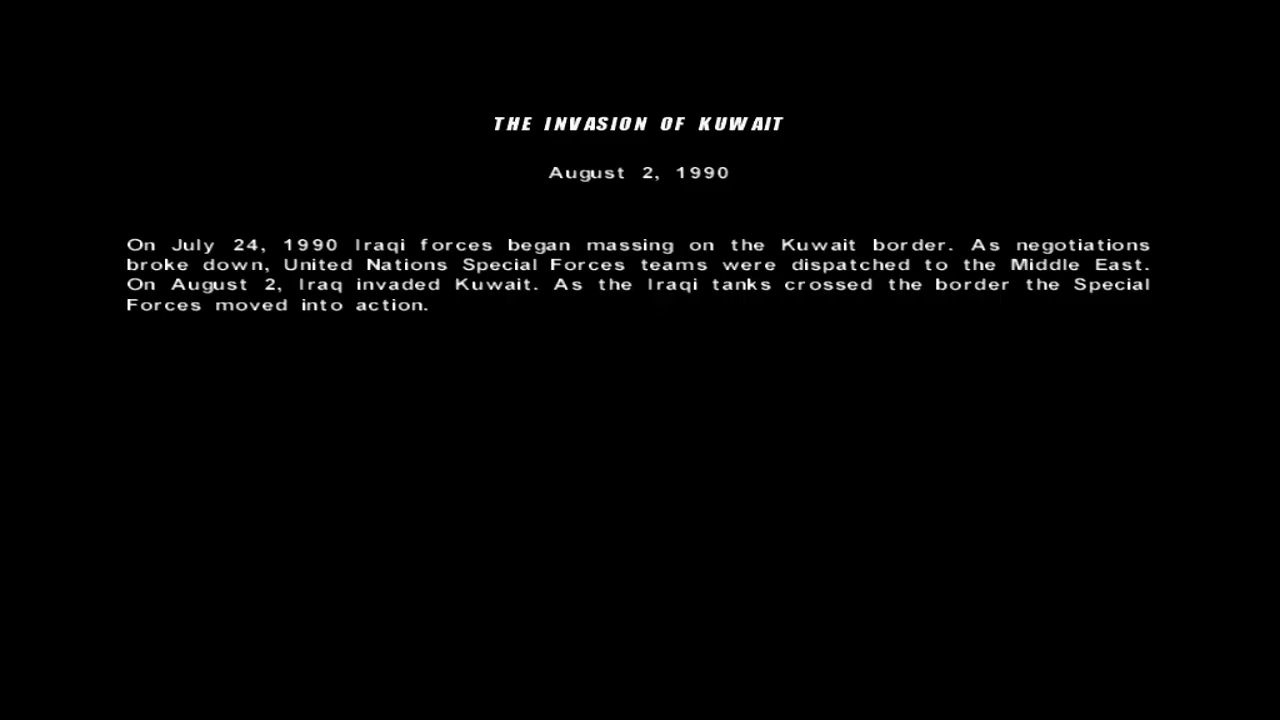 THE INVASION OF KUWAIT
August 2, 1990
On July 24, 1990 Iraqi forces began massing on the Kuwait border. As negotiations
broke down, United Nations Special Forces teams were dispatched to the Middle East.
On August 2, Iraq invaded Kuwait. As the Iraqi tanks crossed the border the Special
Forces moved into action.